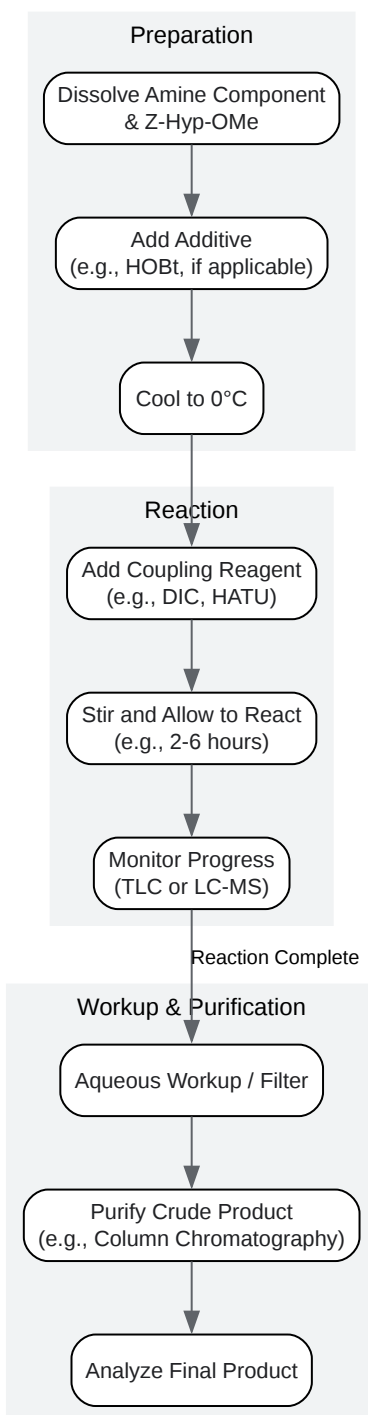 Preparation
Dissolve Amine Component
& Z-Hyp-OMe
Add Additive
(e.g., HOBt, if applicable)
Cool to 0°C
Reaction
Add Coupling Reagent
(e.g., DIC, HATU)
Stir and Allow to React
(e.g., 2-6 hours)
Monitor Progress
(TLC or LC-MS)
Reaction Complete
Workup & Purification
Aqueous Workup / Filter
Purify Crude Product
(e.g., Column Chromatography)
Analyze Final Product